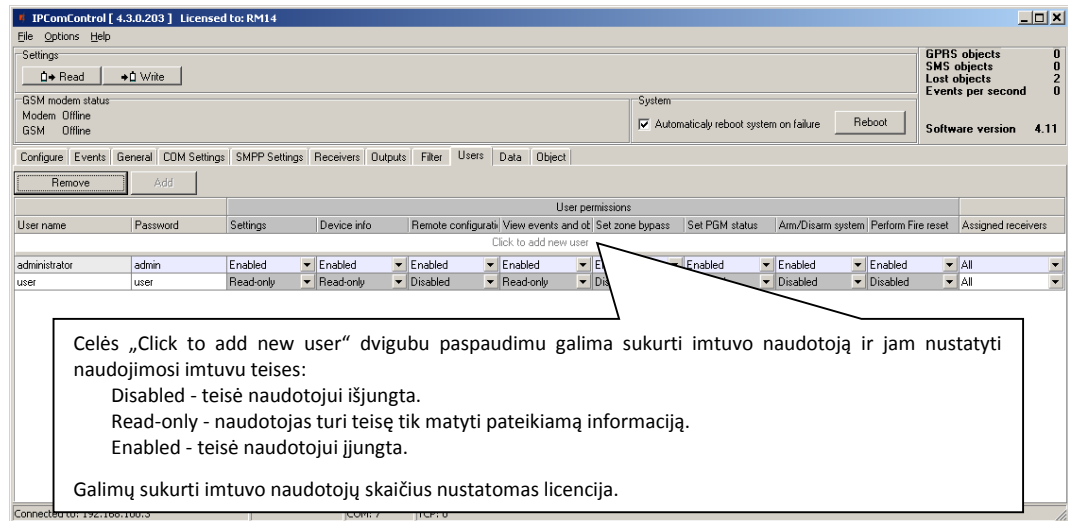 IPComControl [ 4.3.0.203 ]  Licensed to: RM14
File Options Help
Settings
Read Write
GPRS objects 0
SMS objects 0
Lost objects 2
Events per second 0
Software version 4.11
GSM modem status
Modem Offline
GSM Offline
System
Automaticaly reboot system on failure Reboot
Configure Events General COM Settings SMPP Settings Receivers Outputs Filter Users Data Object
Remove Add
User permissions
User name Password Settings Device info Remote configurati View events and ob Set zone bypass Set PGM status Arm/Disarm system Perform Fire reset Assigned receivers
Click to add new user
administrator admin Enabled Enabled Enabled Enabled Enabled Enabled Enabled All
user user Read-only Read-only Disabled Read-only Dis Disabled Disabled All
Celės „Click to add new user“ dvigubu paspaudimu galima sukurti imtuvo naudotoją ir jam nustatyti
naudojimosi imtuvu teises:
Disabled - teisė naudotojui išjungta.
Read-only - naudotojas turi teisę tik matyti pateikiamą informaciją.
Enabled - teisė naudotojui įjungta.
Galimų sukurti imtuvo naudotojų skaičius nustatomas licencija.
Connected to: 192.168.100.3 COM: 7 TCP: 0